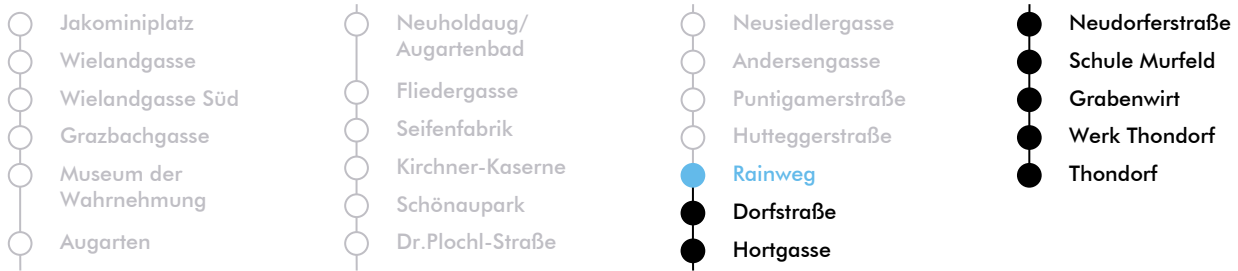 Jakominiplatz
Wielandgasse
Wielandgasse Süd
Grazbachgasse
Museum der
Wahrnehmung
Augarten
Neuholdaug/
Augartenbad
Fliedergasse
Seifenfabrik
Kirchner-Kaserne
Schönaupark
Dr.Plochl-Straße
Neusiedlergasse
Andersengasse
Puntigamerstraße
Hutteggerstraße
Rainweg
Dorfstraße
Hortgasse
Neudorferstraße
Schule Murfeld
Grabenwirt
Werk Thondorf
Thondorf